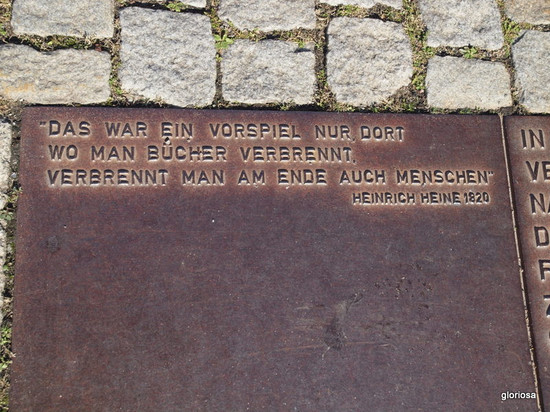 "DAS WAR EIN VORSPIEL NUR, DORT
WO MAN BÜCHER VERBRENNT,
VERBRENNT MAN AM ENDE AUCH MENSCHEN"
HEINRICH HEINE 1820
IN
gloriosa